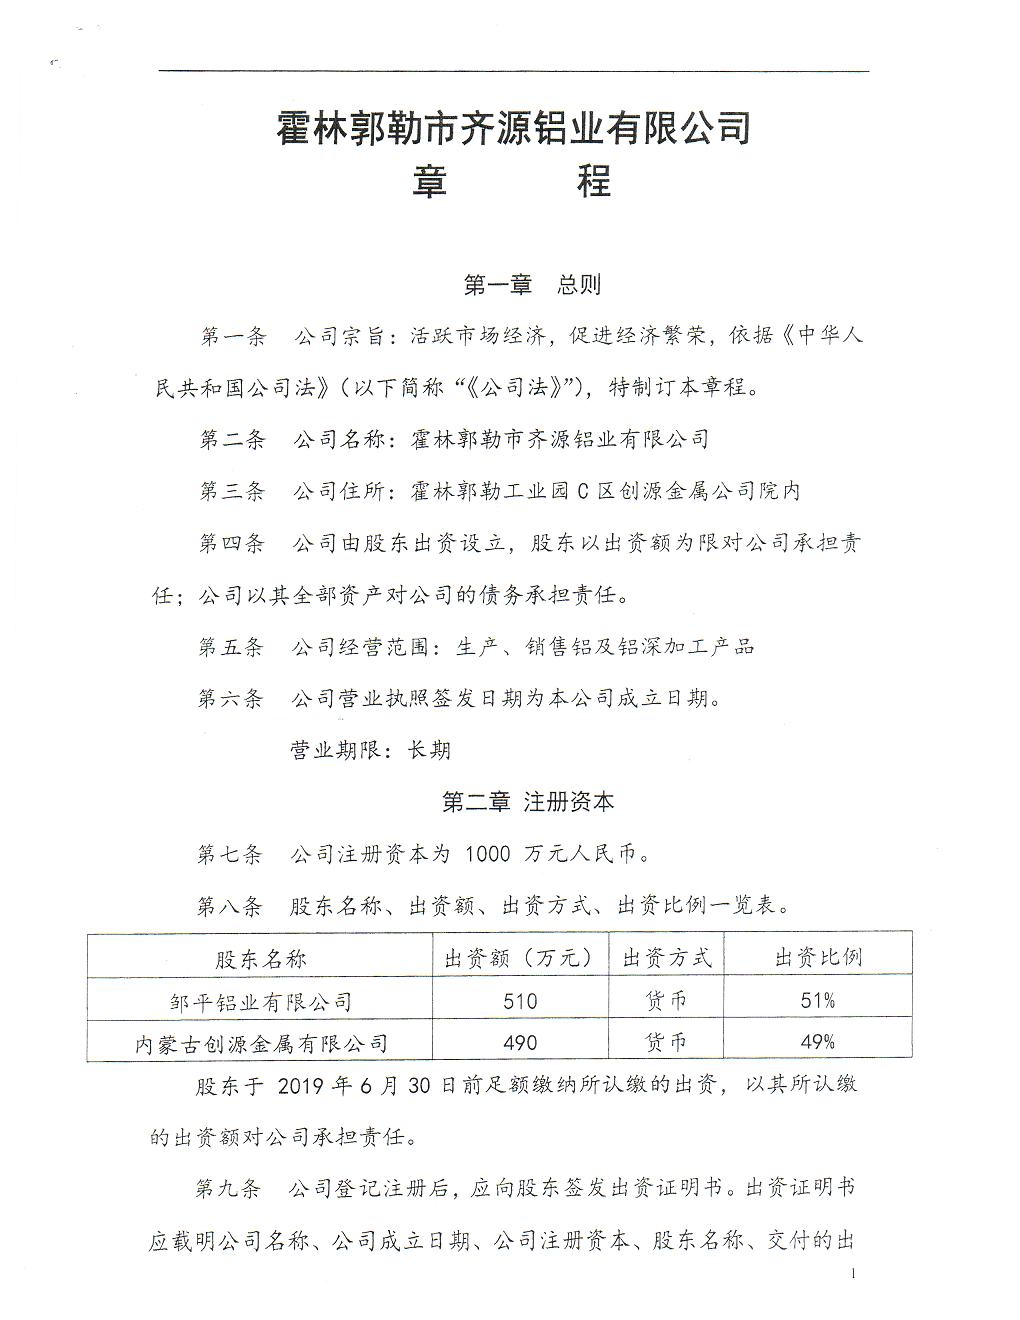 霍林郭勒市齐源铝业有限公司
章 程
第一章 总则
第一条 公司宗旨：活跃市场经济，促进经济繁荣，依据《中华人
民共和国公司法》（以下简称“《公司法》”），特制订本章程。
第二条 公司名称：霍林郭勒市齐源铝业有限公司
第三条 公司住所：霍林郭勒工业园 C 区创源金属公司院内
第四条 公司由股东出资设立，股东以出资额为限对公司承担责
任；公司以其全部资产对公司的债务承担责任。
第五条 公司经营范围：生产、销售铝及铝深加工产品
第六条 公司营业执照签发日期为本公司成立日期。
营业期限：长期
第二章 注册资本
第七条 公司注册资本为 1000 万元人民币。
第八条 股东名称、出资额、出资方式、出资比例一览表。
股东名称 出资额（万元） 出资方式 出资比例
邹平铝业有限公司 510 货币 51%
内蒙古创源金属有限公司 490 货币 49%
股东于 2019 年 6 月 30 日前足额缴纳所认缴的出资，以其所认缴
的出资额对公司承担责任。
第九条 公司登记注册后，应向股东签发出资证明书。出资证明书
应载明公司名称、公司成立日期、公司注册资本、股东名称、交付的出
1